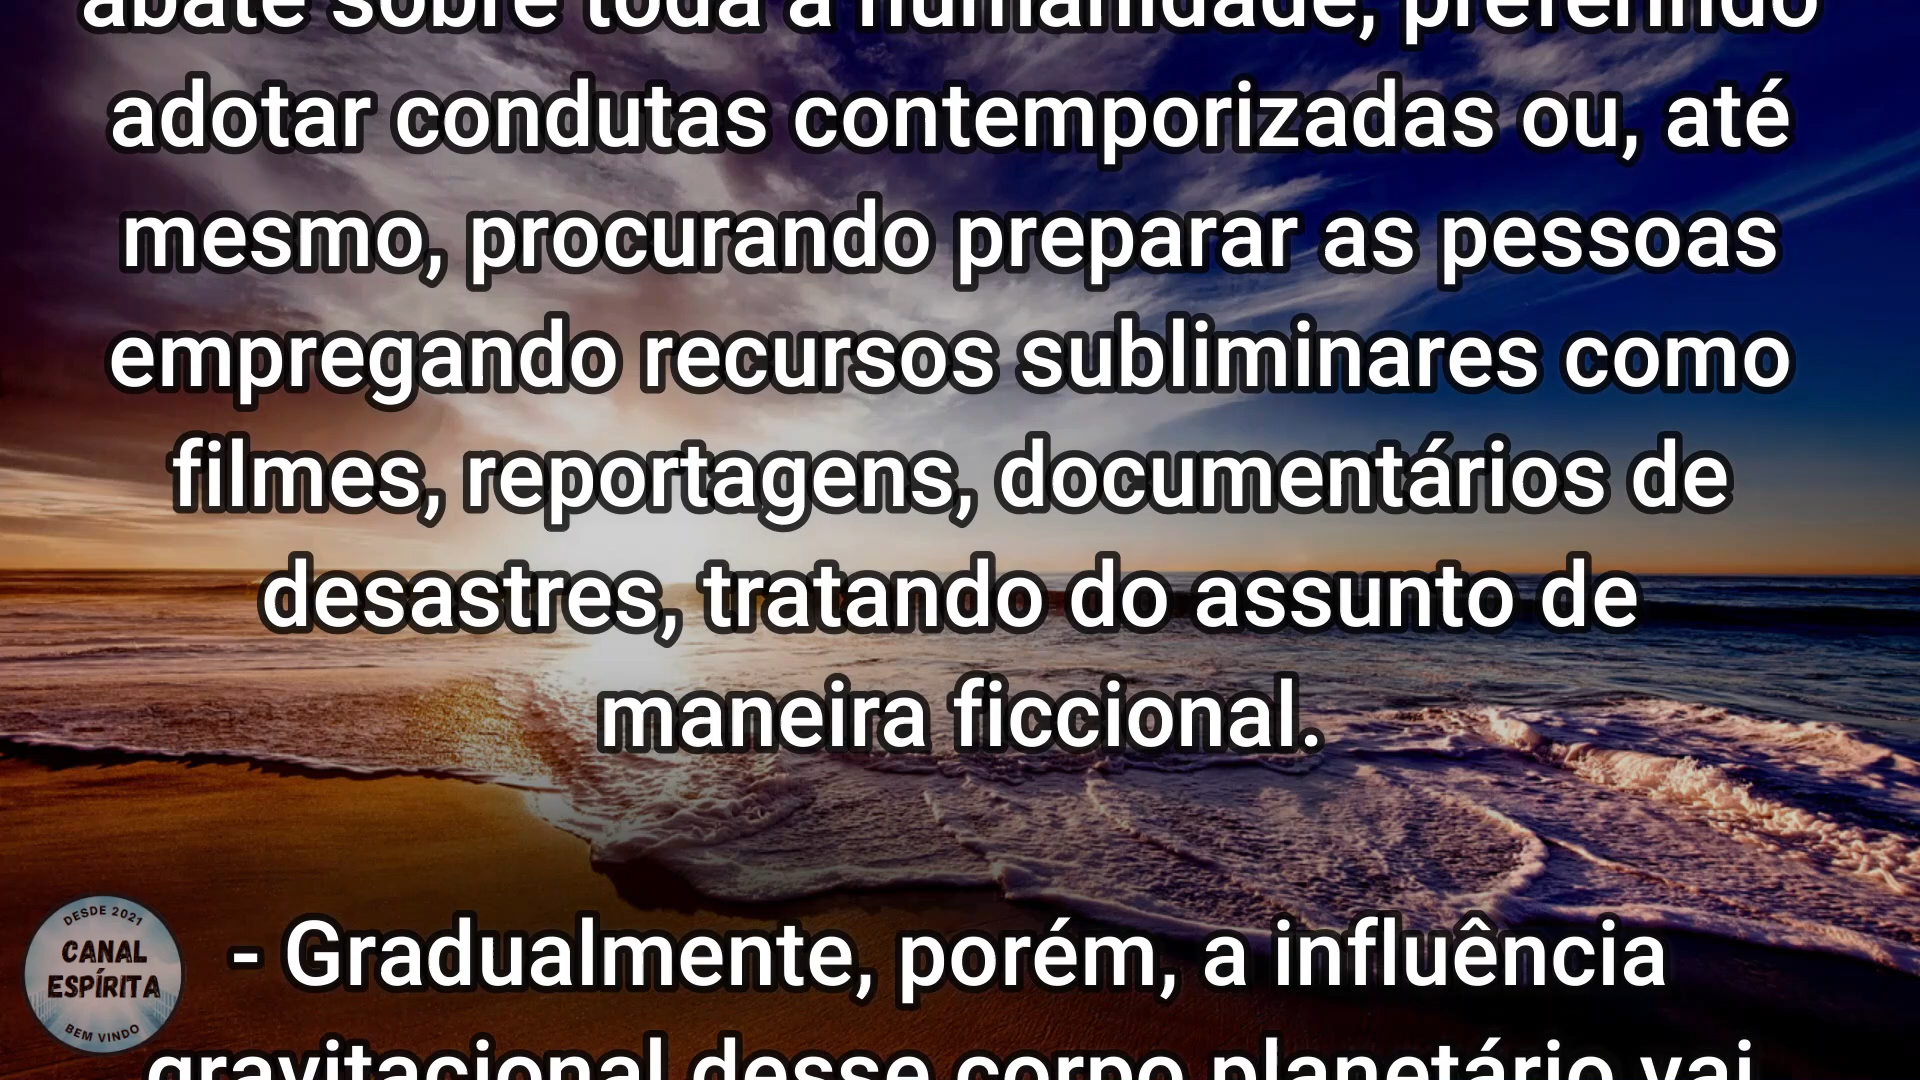 abate sobre toda a humanidade, preferindo
adotar condutas contemporizadas ou, até
mesmo, procurando preparar as pessoas
empregando recursos subliminares como
filmes, reportagens, documentários de
desastres, tratando do assunto de
maneira ficcional.
- Gradualmente, porém, a influência
gravitacional desse corpo planetário vai
DESDE 2021
CANAL
ESPÍRITA
BEM VINDO